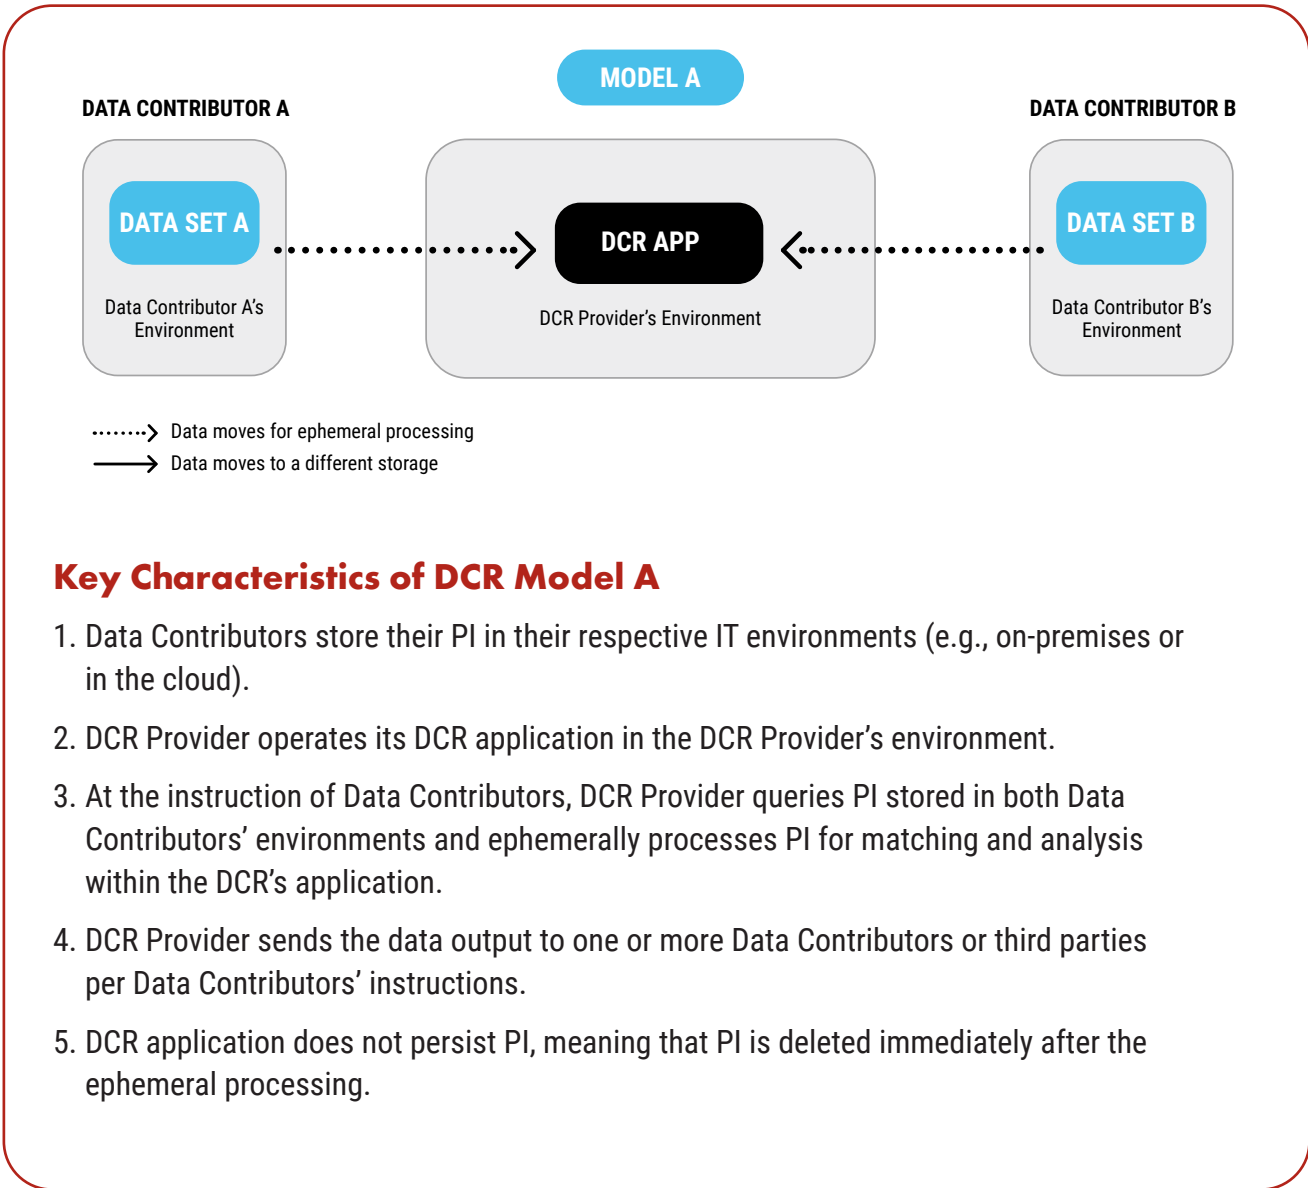 MODEL A
DATA CONTRIBUTOR A
DATA CONTRIBUTOR B
DATA SET A
Data Contributor A's
Environment
DCR APP
DCR Provider's Environment
DATA SET B
Data Contributor B's
Environment
Data moves for ephemeral processing
Data moves to a different storage
Key Characteristics of DCR Model A
1. Data Contributors store their PI in their respective IT environments (e.g., on-premises or
in the cloud).
2. DCR Provider operates its DCR application in the DCR Provider's environment.
3. At the instruction of Data Contributors, DCR Provider queries PI stored in both Data
Contributors' environments and ephemerally processes PI for matching and analysis
within the DCR's application.
4. DCR Provider sends the data output to one or more Data Contributors or third parties
per Data Contributors' instructions.
5. DCR application does not persist PI, meaning that PI is deleted immediately after the
ephemeral processing.